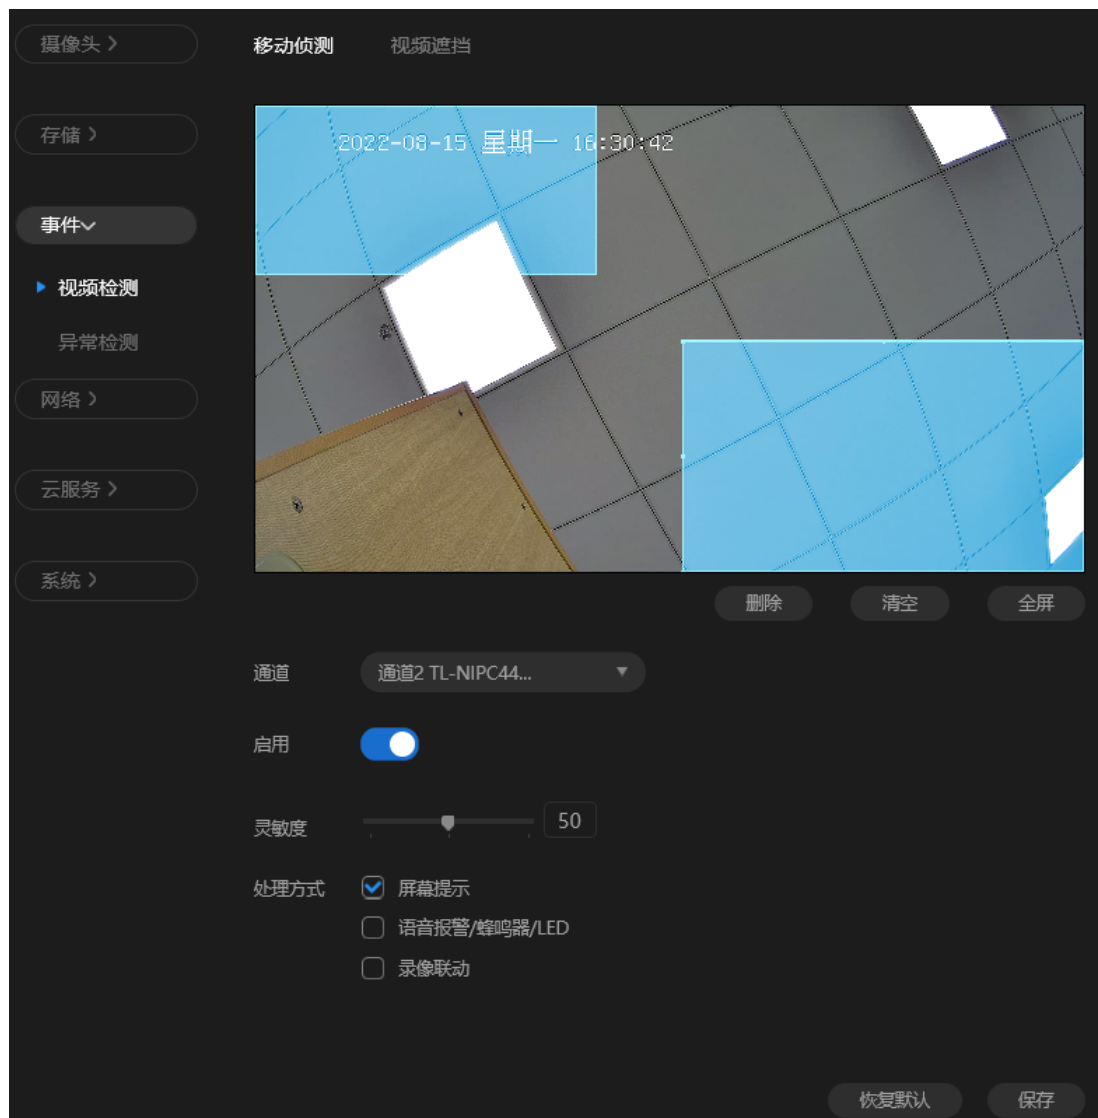 摄像头
移动侦测 视频遮挡
存储
2022-08-15 星期一 16:30:42
事件
视频检测
异常检测
网络
云服务
系统
删除 清空 全屏
通道 通道2 TL-NIPC44...
启用
灵敏度 50
处理方式 屏幕提示
语音报警/蜂鸣器/LED
录像联动
恢复默认 保存